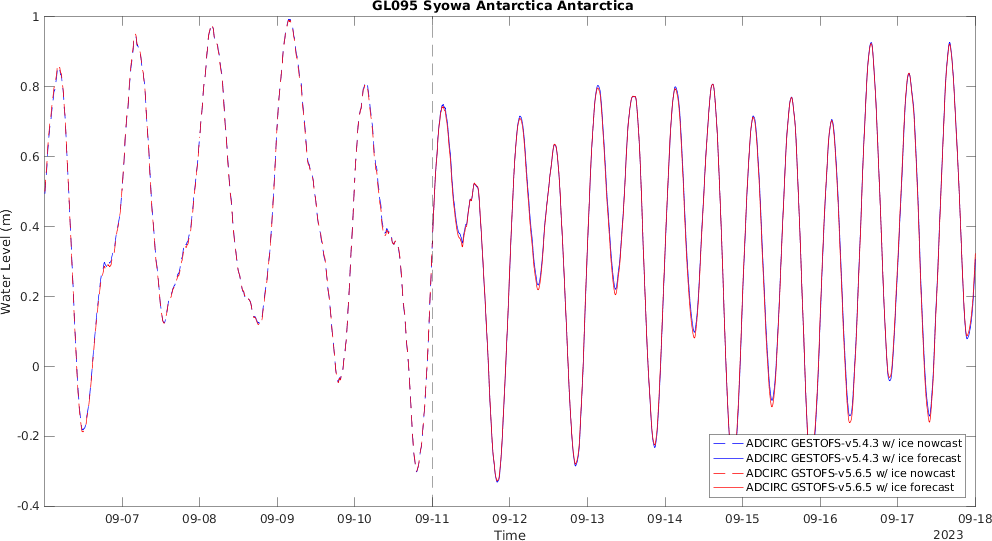 GL095 Syowa Antarctica Antarctica
1
0.8
0.6
0.4
0.2
0
-0.2
-0.4
Water Level (m)
ADCIRC GESTOFS-v5.4.3 w/ ice nowcast
ADCIRC GESTOFS-v5.4.3 w/ ice forecast
ADCIRC GSTOFS-v5.6.5 w/ ice nowcast
ADCIRC GSTOFS-v5.6.5 w/ ice forecast
09-07 09-08 09-09 09-10 09-11 09-12 09-13 09-14 09-15 09-16 09-17 09-18
Time
2023